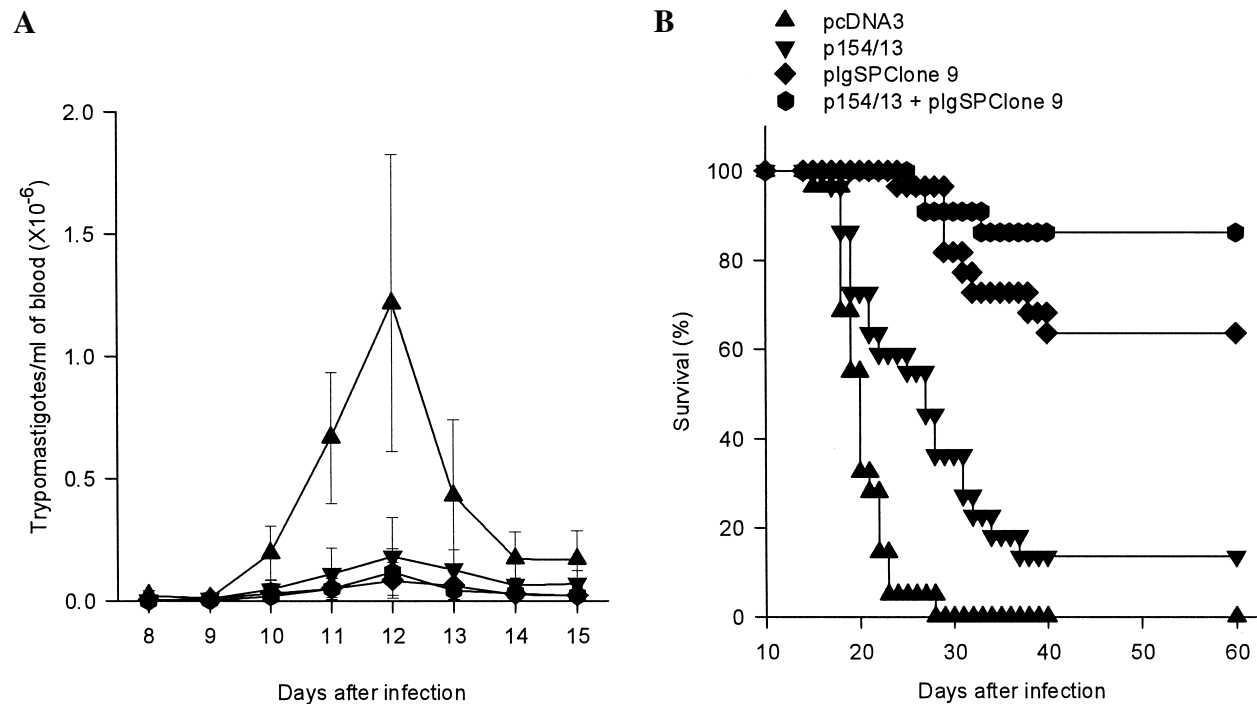 A
Trypomastigotes/ml of blood (X10-6)
2.0
1.5
1.0
0.5
0.0
8 9 10 11 12 13 14 15
Days after infection
B
pcDNA3
p154/13
pIgSPClone 9
p154/13 + pIgSPClone 9
Survival (%)
100
80
60
40
20
0
10 20 30 40 50 60
Days after infection